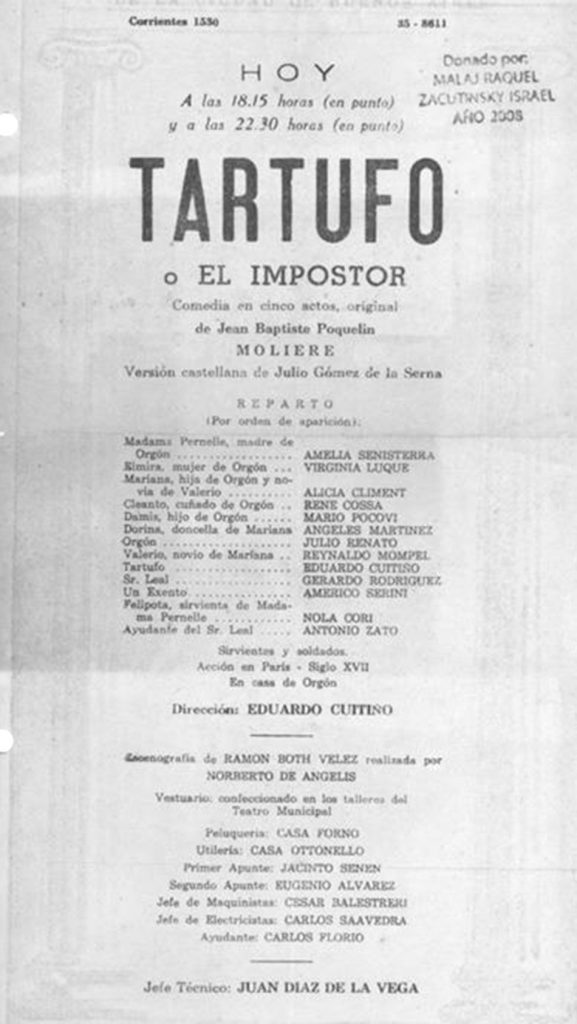 DE LA CIUDAD DE BUENOS AIRES
Corrientes 1530 35 - 8611
HOY
A las 18.15 horas (en punto)
y a las 22.30 horas (en punto)
Donado por:
MALAJ RAQUEL
ZACUTINSKY ISRAEL
AÑO 2008
TARTUFO
o EL IMPOSTOR
Comedia en cinco actos, original
de Jean Baptiste Poquelin
MOLIERE
Versión castellana de Julio Gómez de la Serna
REPARTO
(Por orden de aparición):
Madama Pernelle, madre de
Orgón .................. AMELIA SENISTERRA
Elmira, mujer de Orgón ... VIRGINIA LUQUE
Mariana, hija de Orgón y no-
via de Valerio .......... ALICIA CLIMENT
Cleanto, cuñado de Orgón .. RENE COSSA
Damis, hijo de Orgón ...... MARIO POCOVI
Dorina, doncella de Mariana ANGELES MARTINEZ
Orgón .................... JULIO RENATO
Valerio, novio de Mariana .. REYNALDO MOMPEL
Tartufo .................. EDUARDO CUITIÑO
Sr. Leal .................. GERARDO RODRIGUEZ
Un Exento ............... AMERICO SERINI
Felipota, sirvienta de Mada-
ma Pernelle ............ NOLA CORI
Ayudante del Sr. Leal ..... ANTONIO ZATO
Sirvientes y soldados.
Acción en París - Siglo XVII
En casa de Orgón
Dirección: EDUARDO CUITIÑO
Escenografía de RAMON BOTH VELEZ realizada por
NORBERTO DE ANGELIS
Vestuario: confeccionado en los talleres del
Teatro Municipal
Peluquería: CASA FORNO
Utilería: CASA OTTONELLO
Primer Apunte: JACINTO SENEN
Segundo Apunte: EUGENIO ALVAREZ
Jefe de Maquinistas: CESAR BALESTRERI
Jefe de Electricistas: CARLOS SAAVEDRA
Ayudante: CARLOS FLORIO
Jefe Técnico: JUAN DIAZ DE LA VEGA